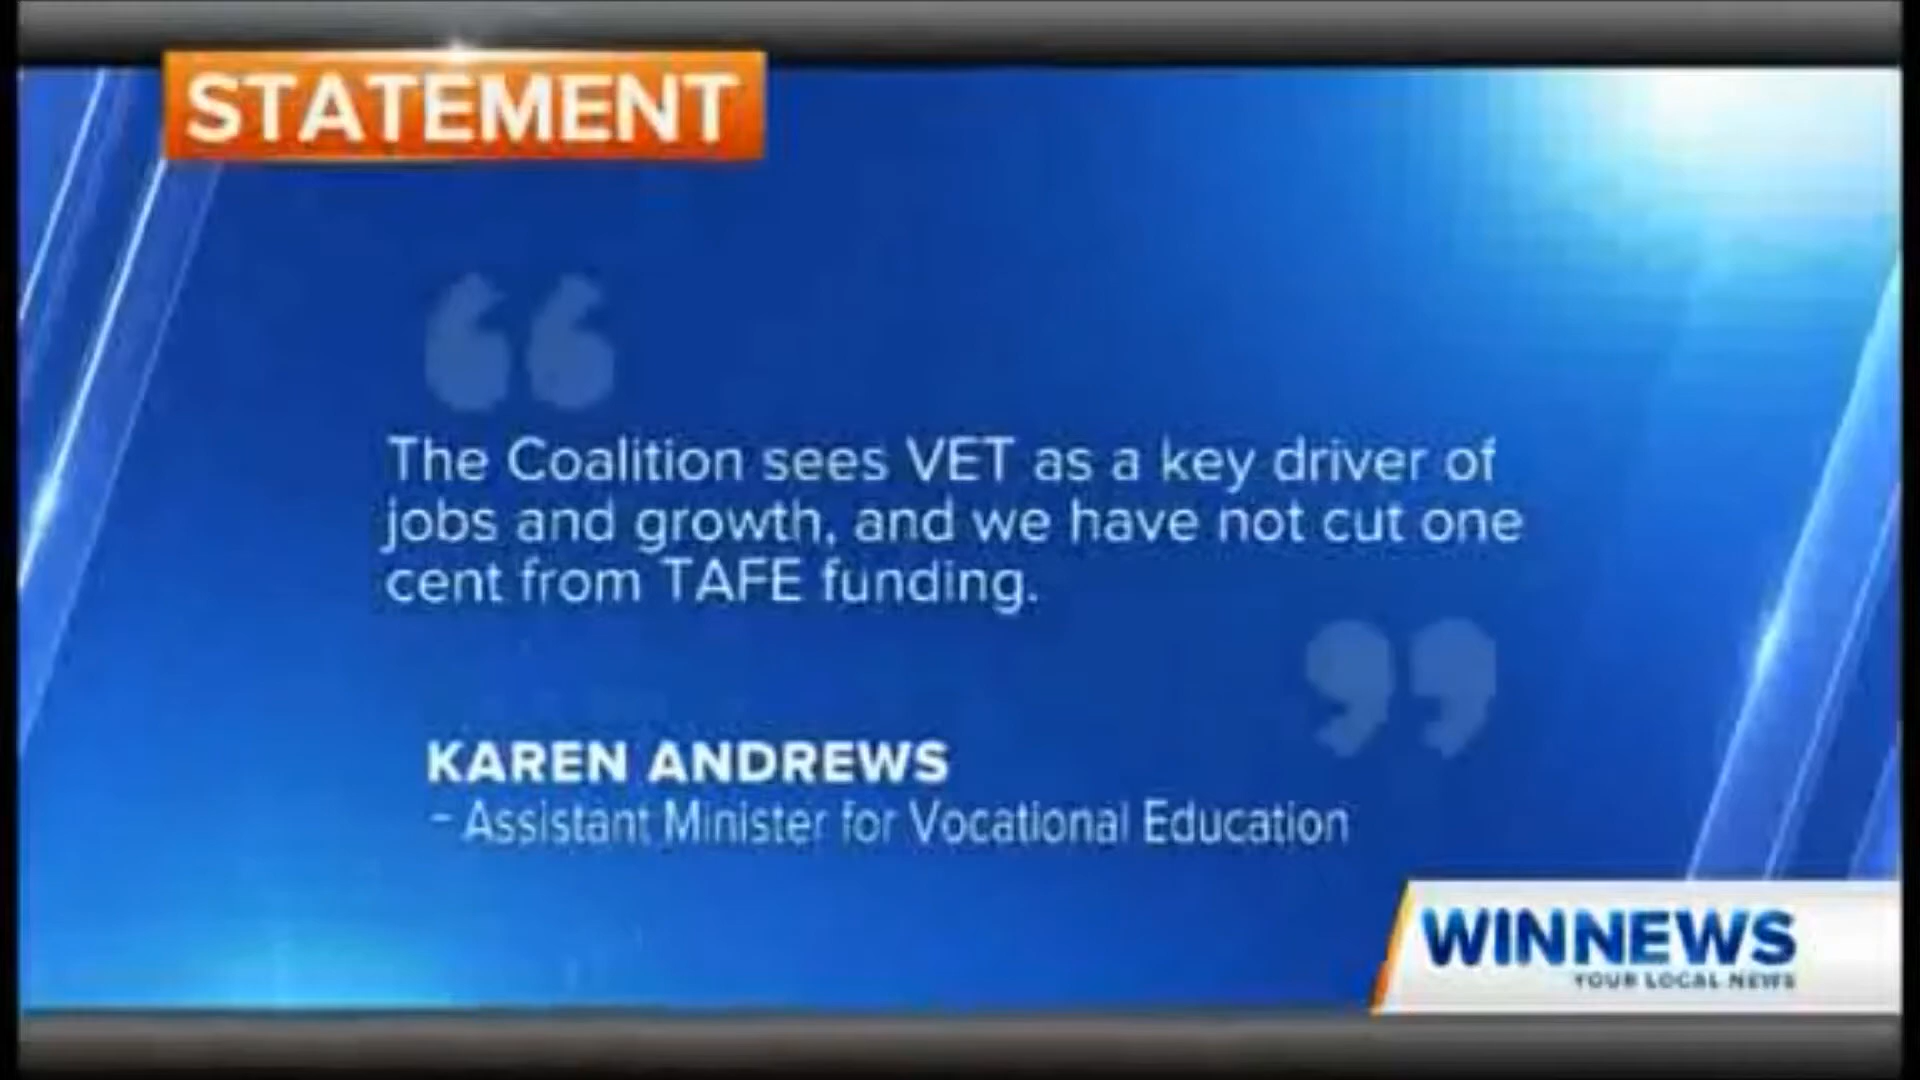 STATEMENT
“
The Coalition sees VET as a key driver of
jobs and growth, and we have not cut one
cent from TAFE funding.
”
KAREN ANDREWS
– Assistant Minister for Vocational Education
WINNEWS
YOUR LOCAL NEWS